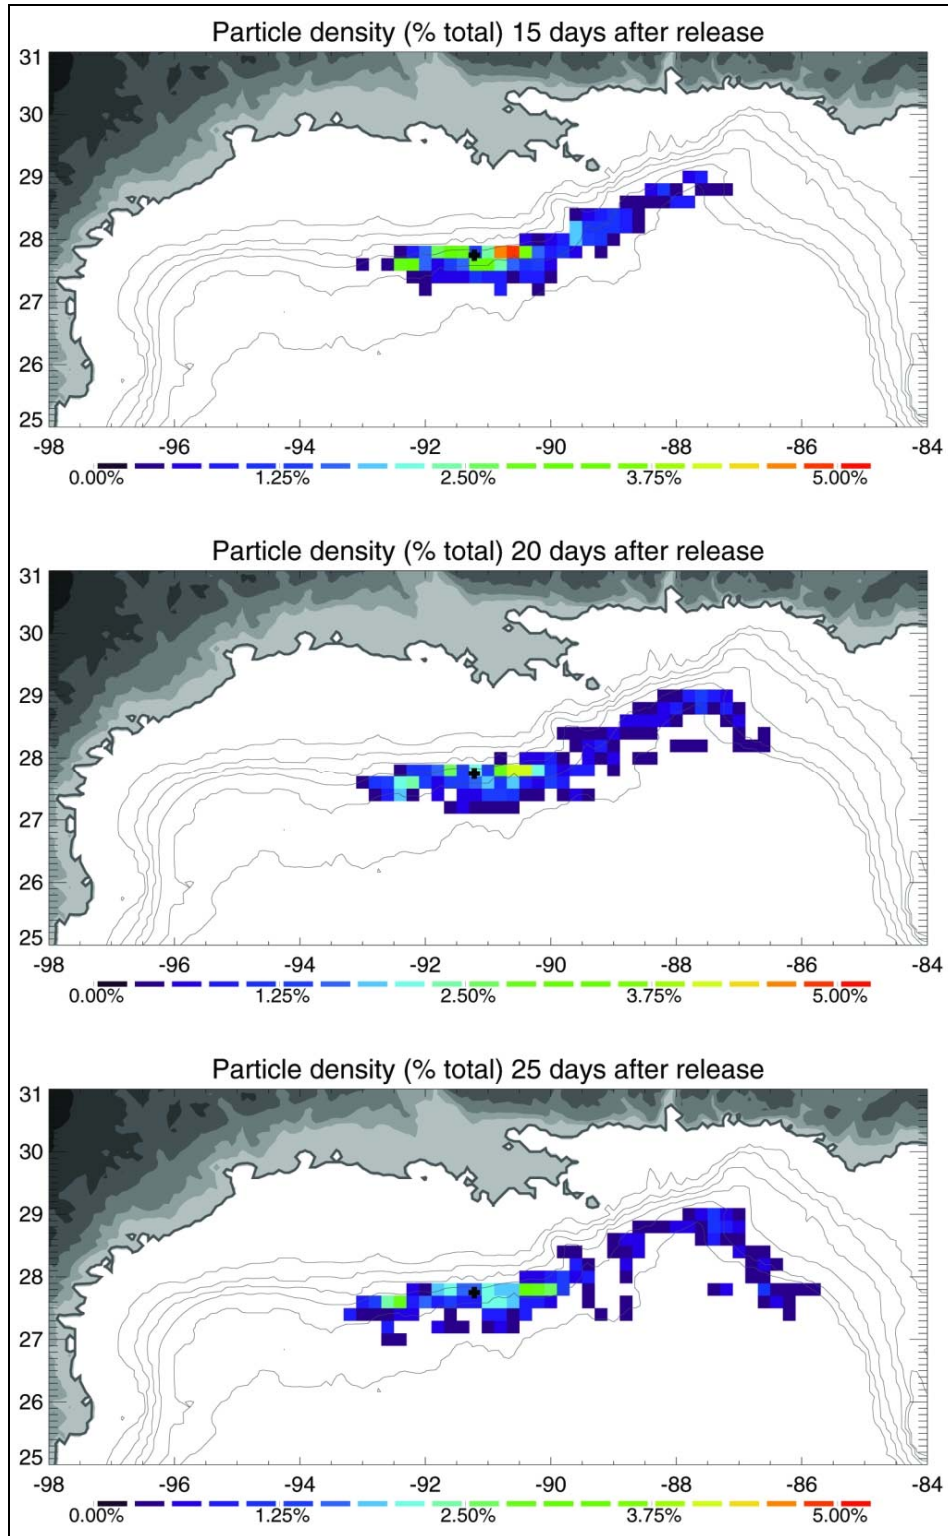 Particle density (% total) 15 days after release
31
30
29
28
27
26
25
-98 -96 -94 -92 -90 -88 -86 -84
0.00% 1.25% 2.50% 3.75% 5.00%
Particle density (% total) 20 days after release
31
30
29
28
27
26
25
-98 -96 -94 -92 -90 -88 -86 -84
0.00% 1.25% 2.50% 3.75% 5.00%
Particle density (% total) 25 days after release
31
30
29
28
27
26
25
-98 -96 -94 -92 -90 -88 -86 -84
0.00% 1.25% 2.50% 3.75% 5.00%